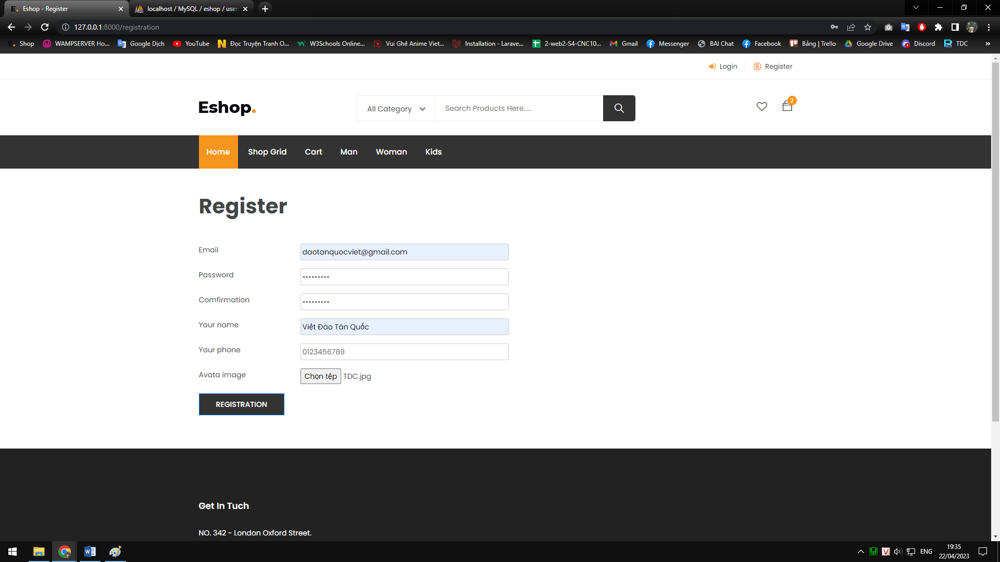 Eshop - Register
localhost / MySQL / eshop / user
127.0.0.1:8000/registration
Shop
WAMPSERVER Ho...
Google Dịch
YouTube
Đọc Truyện Tranh O...
W3Schools Online...
Vui Ghê Anime Viet...
Installation - Larave...
2-web2-S4-CNC10...
Gmail
Messenger
BAI Chat
Facebook
Bảng | Trello
Google Drive
Discord
TDC
»
Login
Register
Eshop.
All Category
Search Products Here.....
2
Home
Shop Grid
Cart
Man
Woman
Kids
Register
Email
daotanquocviet@gmail.com
Password
•••••••••
Comfirmation
•••••••••
Your name
Việt Đào Tân Quốc
Your phone
0123456789
Avata image
Chọn tệp TDC.jpg
REGISTRATION
Get In Tuch
NO. 342 - London Oxford Street.
ENG
19:35
22/04/2023